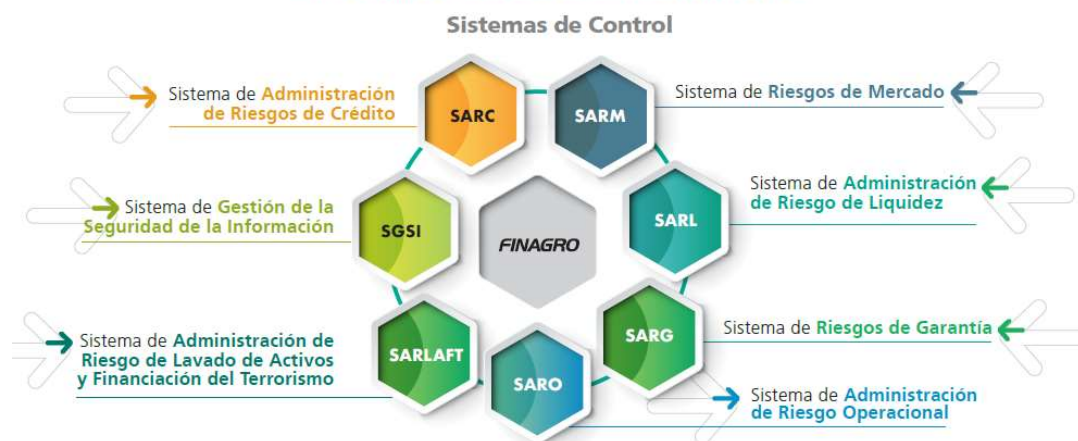 Sistemas de Control
Sistema de Administración
de Riesgos de Crédito
SARC
SARM
Sistema de Riesgos de Mercado
Sistema de Gestión de la
Seguridad de la Información
SGSI
FINAGRO
SARL
Sistema de Administración
de Riesgo de Liquidez
Sistema de Administración de
Riesgo de Lavado de Activos
y Financiación del Terrorismo
SARLAFT
SARO
SARG
Sistema de Riesgos de Garantía
Sistema de Administración
de Riesgo Operacional